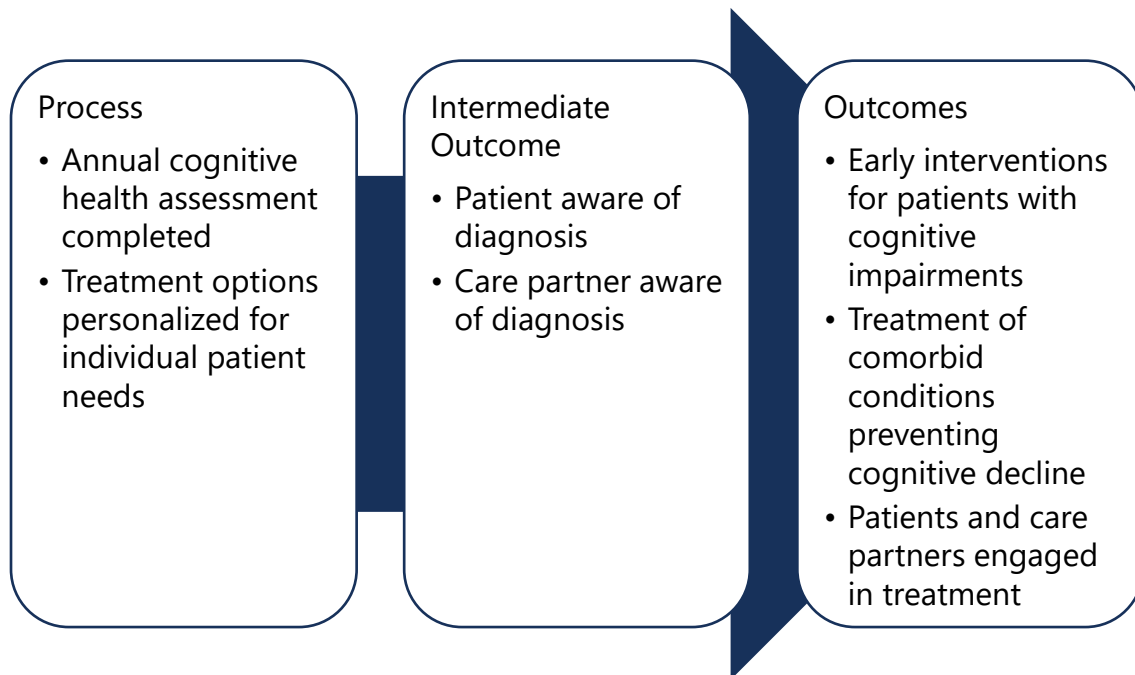 Process
• Annual cognitive
health assessment
completed
• Treatment options
personalized for
individual patient
needs
Intermediate
Outcome
• Patient aware of
diagnosis
• Care partner aware
of diagnosis
Outcomes
• Early interventions
for patients with
cognitive
impairments
• Treatment of
comorbid
conditions
preventing
cognitive decline
• Patients and care
partners engaged
in treatment